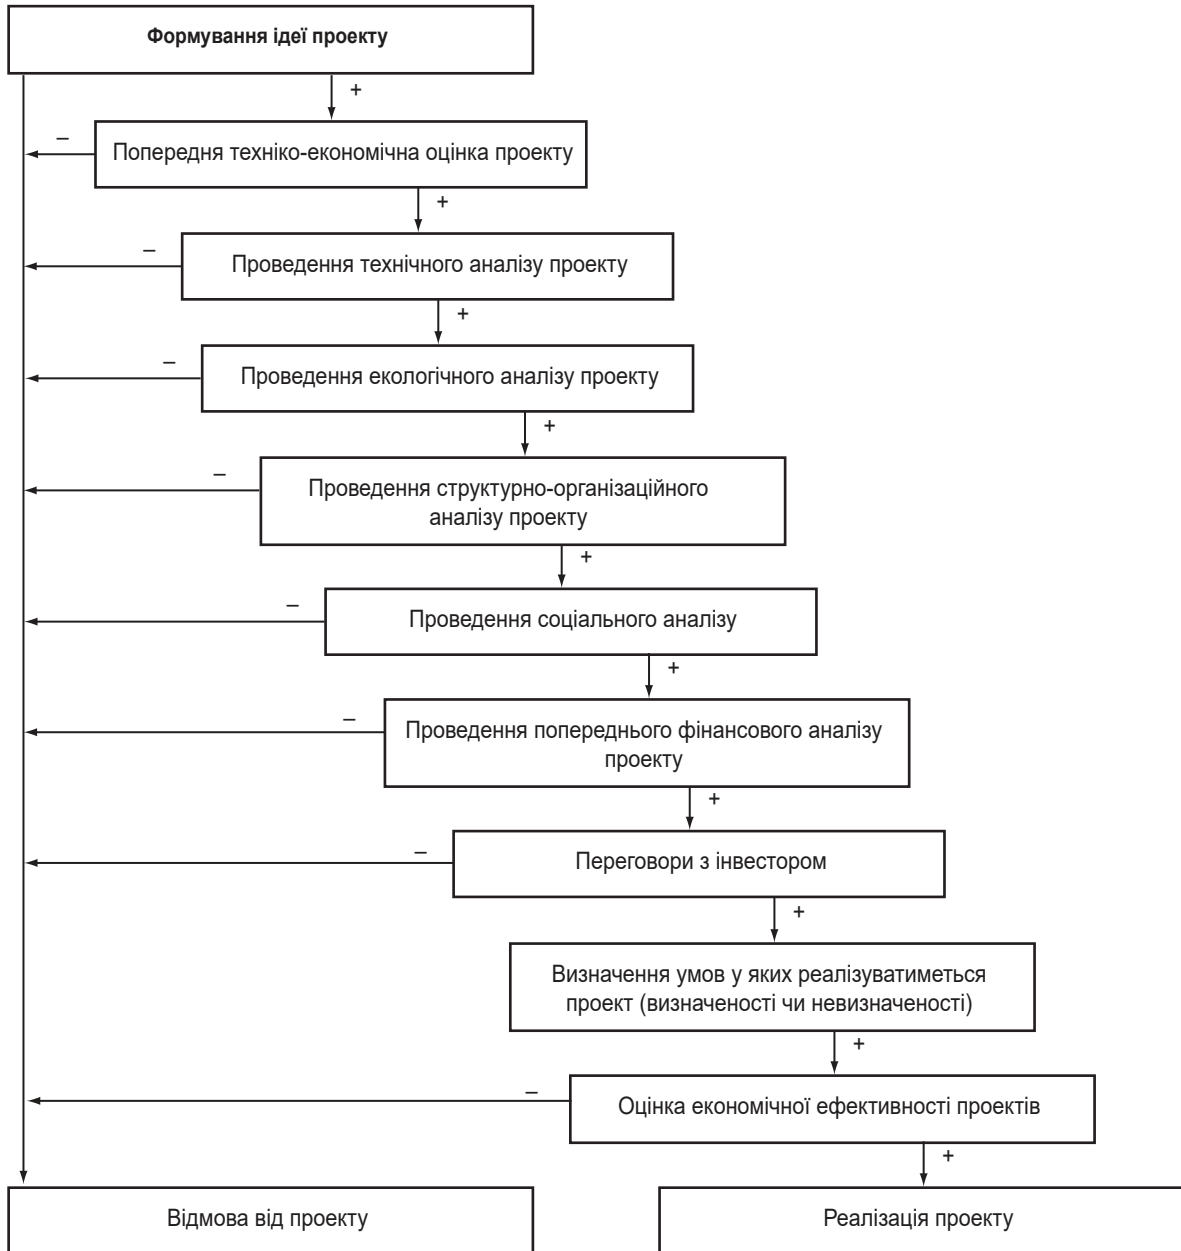 Формування ідеї проекту
+
–
Попередня техніко-економічна оцінка проекту
+
–
Проведення технічного аналізу проекту
+
–
Проведення екологічного аналізу проекту
+
–
Проведення структурно-організаційного
аналізу проекту
+
–
Проведення соціального аналізу
+
–
Проведення попереднього фінансового аналізу
проекту
+
–
Переговори з інвестором
+
Визначення умов у яких реалізуватиметься
проект (визначеності чи невизначеності)
+
–
Оцінка економічної ефективності проектів
+
Відмова від проекту
Реалізація проекту